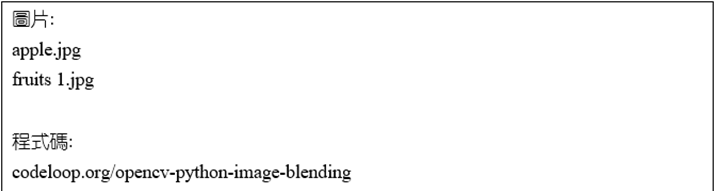 圖片:
apple.jpg
fruits 1.jpg
程式碼:
codeloop.org/opencv-python-image-blending